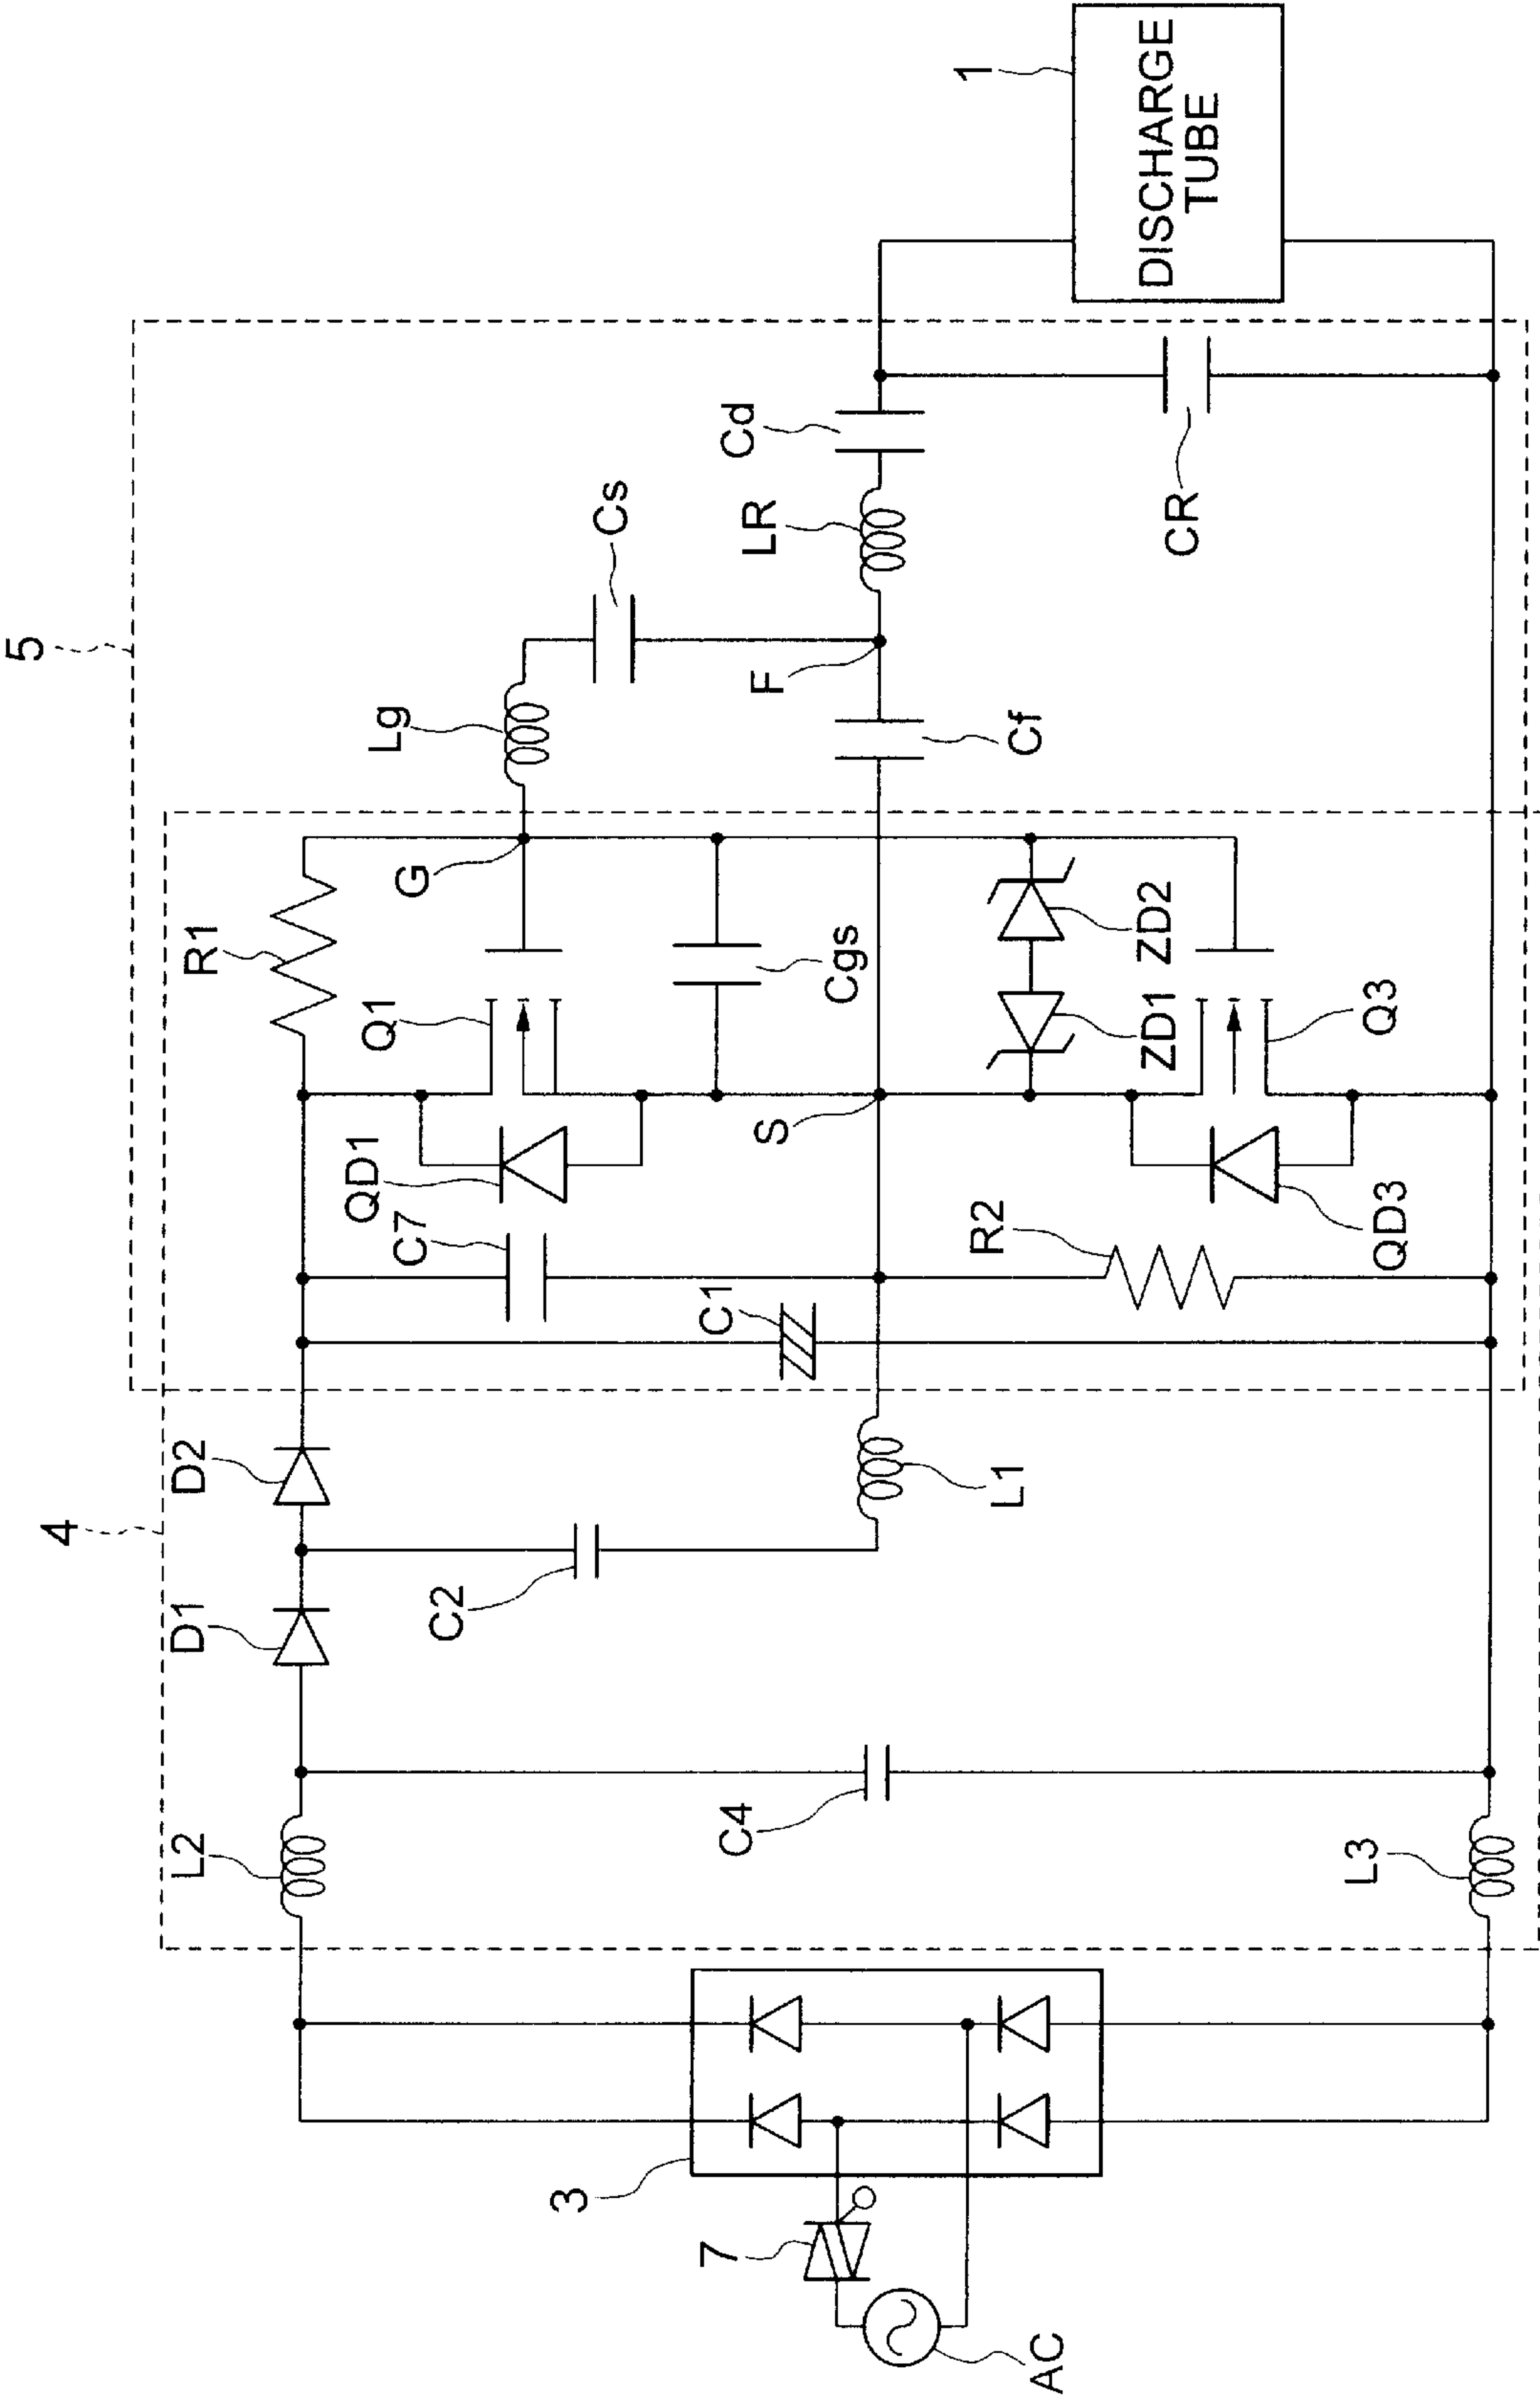 5
4
1
DISCHARGE
TUBE
R1
G
Lg
Cs
Cd
LR
F
Cf
CR
Q1
Cgs
QD1
S
ZD2
ZD1
Q3
QD3
C7
C1
R2
D2
D1
C2
L1
L2
C4
L3
3
7
AC